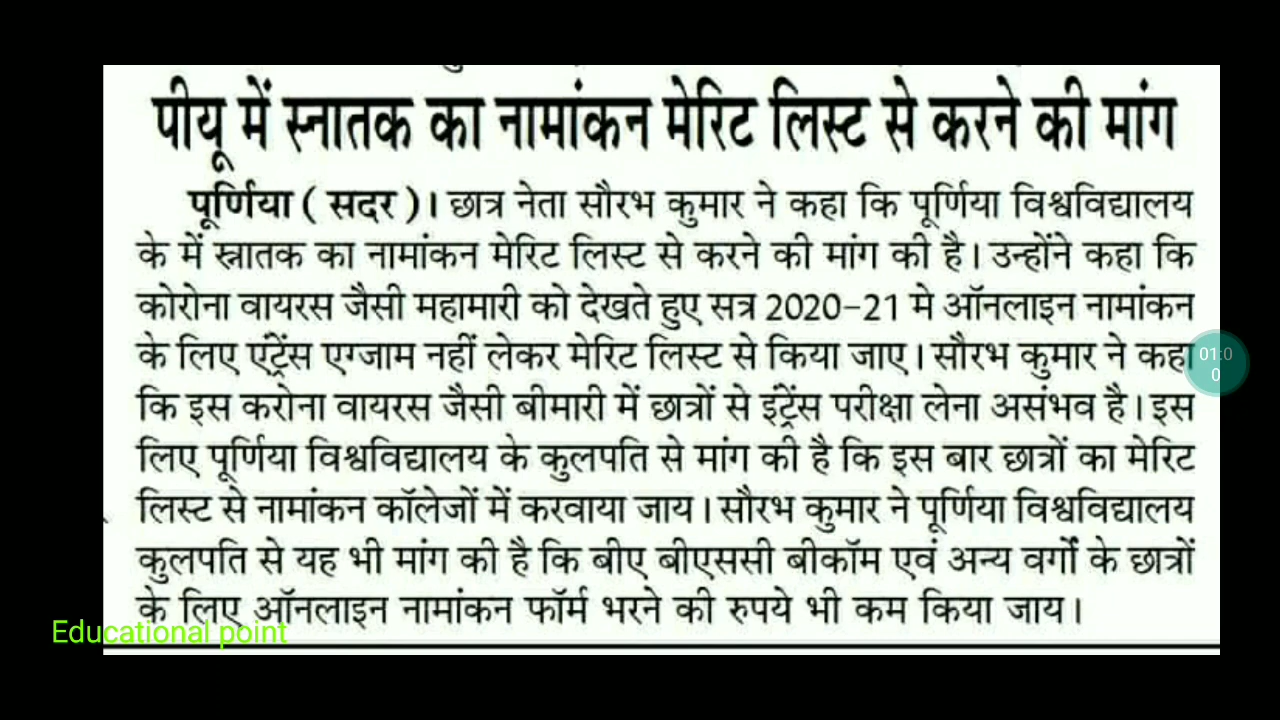 पीयू में स्नातक का नामांकन मेरिट लिस्ट से करने की मांग
पूर्णिया ( सदर )। छात्र नेता सौरभ कुमार ने कहा कि पूर्णिया विश्वविद्यालय
के में स्नातक का नामांकन मेरिट लिस्ट से करने की मांग की है। उन्होंने कहा कि
कोरोना वायरस जैसी महामारी को देखते हुए सत्र 2020-21 मे ऑनलाइन नामांकन
के लिए एंट्रेंस एग्जाम नहीं लेकर मेरिट लिस्ट से किया जाए। सौरभ कुमार ने कहा
कि इस करोना वायरस जैसी बीमारी में छात्रों से इंट्रेंस परीक्षा लेना असंभव है। इस
लिए पूर्णिया विश्वविद्यालय के कुलपति से मांग की है कि इस बार छात्रों का मेरिट
लिस्ट से नामांकन कॉलेजों में करवाया जाय। सौरभ कुमार ने पूर्णिया विश्वविद्यालय
कुलपति से यह भी मांग की है कि बीए बीएससी बीकॉम एवं अन्य वर्गों के छात्रों
के लिए ऑनलाइन नामांकन फॉर्म भरने की रुपये भी कम किया जाय।
Educational point
01:0
0